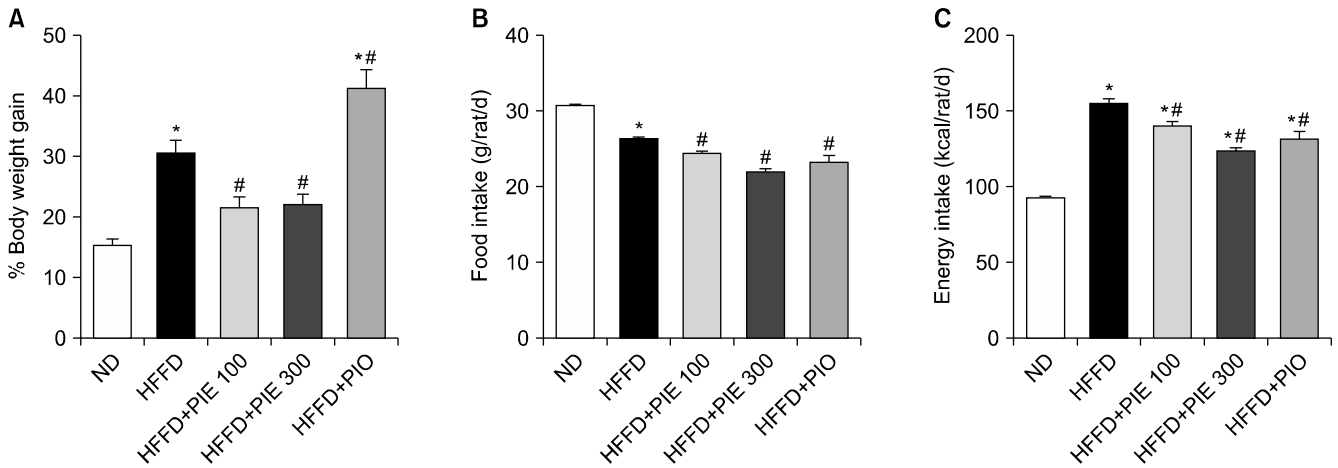 A
% Body weight gain
50
40
30
20
10
0
*
#
#
*#
ND
HFFD
HFFD+PIE 100
HFFD+PIE 300
HFFD+PIO
B
Food intake (g/rat/d)
40
30
20
10
0
*
#
#
#
ND
HFFD
HFFD+PIE 100
HFFD+PIE 300
HFFD+PIO
C
Energy intake (kcal/rat/d)
200
150
100
50
0
*
*#
*#
*#
ND
HFFD
HFFD+PIE 100
HFFD+PIE 300
HFFD+PIO